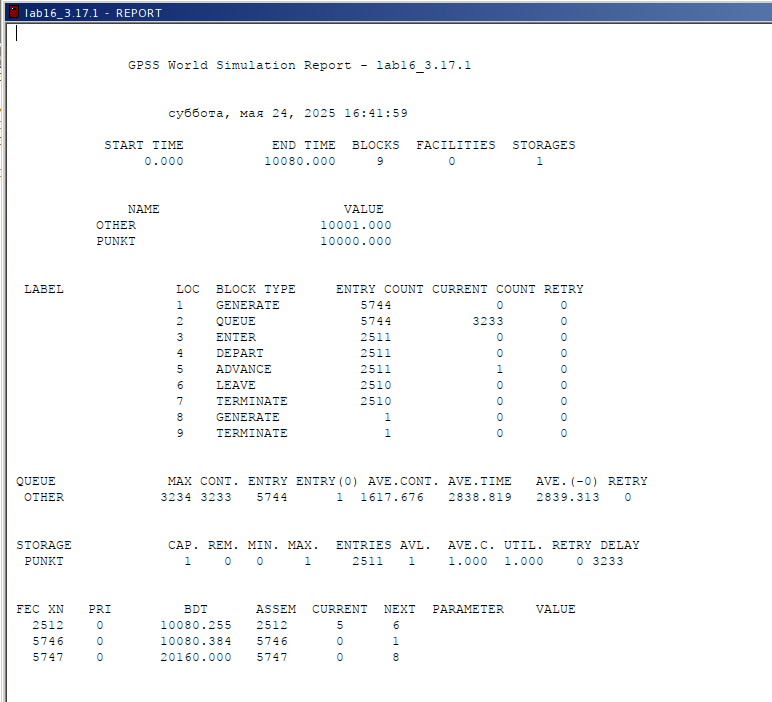 lab16_3.17.1 - REPORT
GPSS World Simulation Report - lab16_3.17.1
суббота, мая 24, 2025 16:41:59
START TIME END TIME BLOCKS FACILITIES STORAGES
0.000 10080.000 9 0 1
NAME VALUE
OTHER 10001.000
PUNKT 10000.000
LABEL LOC BLOCK TYPE ENTRY COUNT CURRENT COUNT RETRY
1 GENERATE 5744 0 0
2 QUEUE 5744 3233 0
3 ENTER 2511 0 0
4 DEPART 2511 0 0
5 ADVANCE 2511 1 0
6 LEAVE 2510 0 0
7 TERMINATE 2510 0 0
8 GENERATE 1 0 0
9 TERMINATE 1 0 0
QUEUE MAX CONT. ENTRY ENTRY(0) AVE.CONT. AVE.TIME AVE.(-0) RETRY
OTHER 3234 3233 5744 1 1617.676 2838.819 2839.313 0
STORAGE CAP. REM. MIN. MAX. ENTRIES AVL. AVE.C. UTIL. RETRY DELAY
PUNKT 1 0 0 1 2511 1 1.000 1.000 0 3233
FEC XN PRI BDT ASSEM CURRENT NEXT PARAMETER VALUE
2512 0 10080.255 2512 5 6
5746 0 10080.384 5746 0 1
5747 0 20160.000 5747 0 8